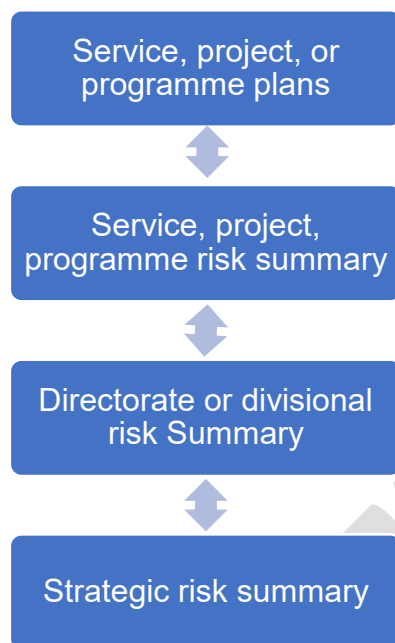 Service, project, or
programme plans
Service, project,
programme risk summary
Directorate or divisional
risk Summary
Strategic risk summary